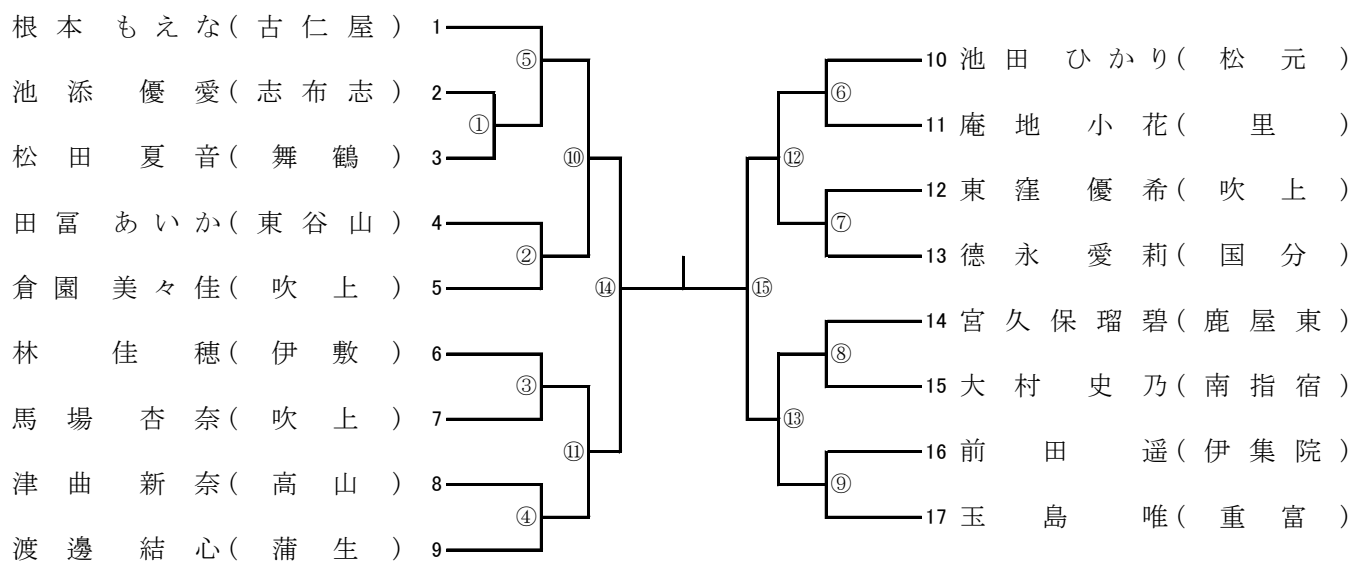 根本 もえな(古仁屋) 1
池添 優愛(志布志) 2
松田 夏音(舞鶴) 3
田冨 あいか(東谷山) 4
倉園 美々佳(吹上) 5
林 佳穂(伊敷) 6
馬場 杏奈(吹上) 7
津曲 新奈(高山) 8
渡邊 結心(蒲生) 9
⑤
①
⑩
②
⑭
③
⑪
④
10 池田 ひかり(松元)
11 庵地 小花(里)
12 東窪 優希(吹上)
13 德永 愛莉(国分)
14 宮久保瑠碧(鹿屋東)
15 大村 史乃(南指宿)
16 前田 遥(伊集院)
17 玉島 唯(重富)
⑥
⑫
⑦
⑮
⑧
⑬
⑨